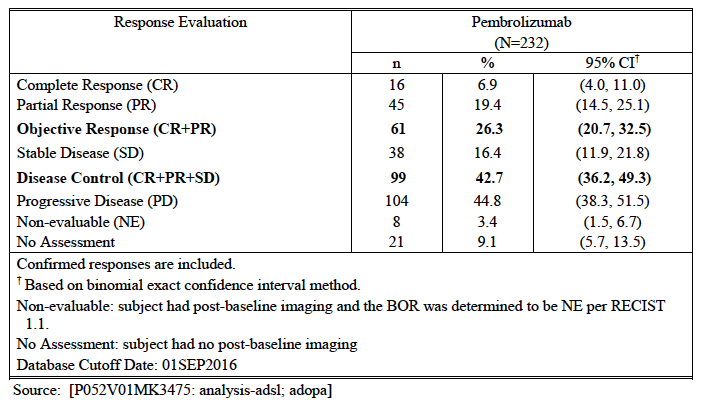 Response Evaluation Pembrolizumab
(N=232)
n % 95% CI†
Complete Response (CR) 16 6.9 (4.0, 11.0)
Partial Response (PR) 45 19.4 (14.5, 25.1)
Objective Response (CR+PR) 61 26.3 (20.7, 32.5)
Stable Disease (SD) 38 16.4 (11.9, 21.8)
Disease Control (CR+PR+SD) 99 42.7 (36.2, 49.3)
Progressive Disease (PD) 104 44.8 (38.3, 51.5)
Non-evaluable (NE) 8 3.4 (1.5, 6.7)
No Assessment 21 9.1 (5.7, 13.5)
Confirmed responses are included.
† Based on binomial exact confidence interval method.
Non-evaluable: subject had post-baseline imaging and the BOR was determined to be NE per RECIST
1.1.
No Assessment: subject had no post-baseline imaging
Database Cutoff Date: 01SEP2016
Source: [P052V01MK3475: analysis-adsl; adopa]